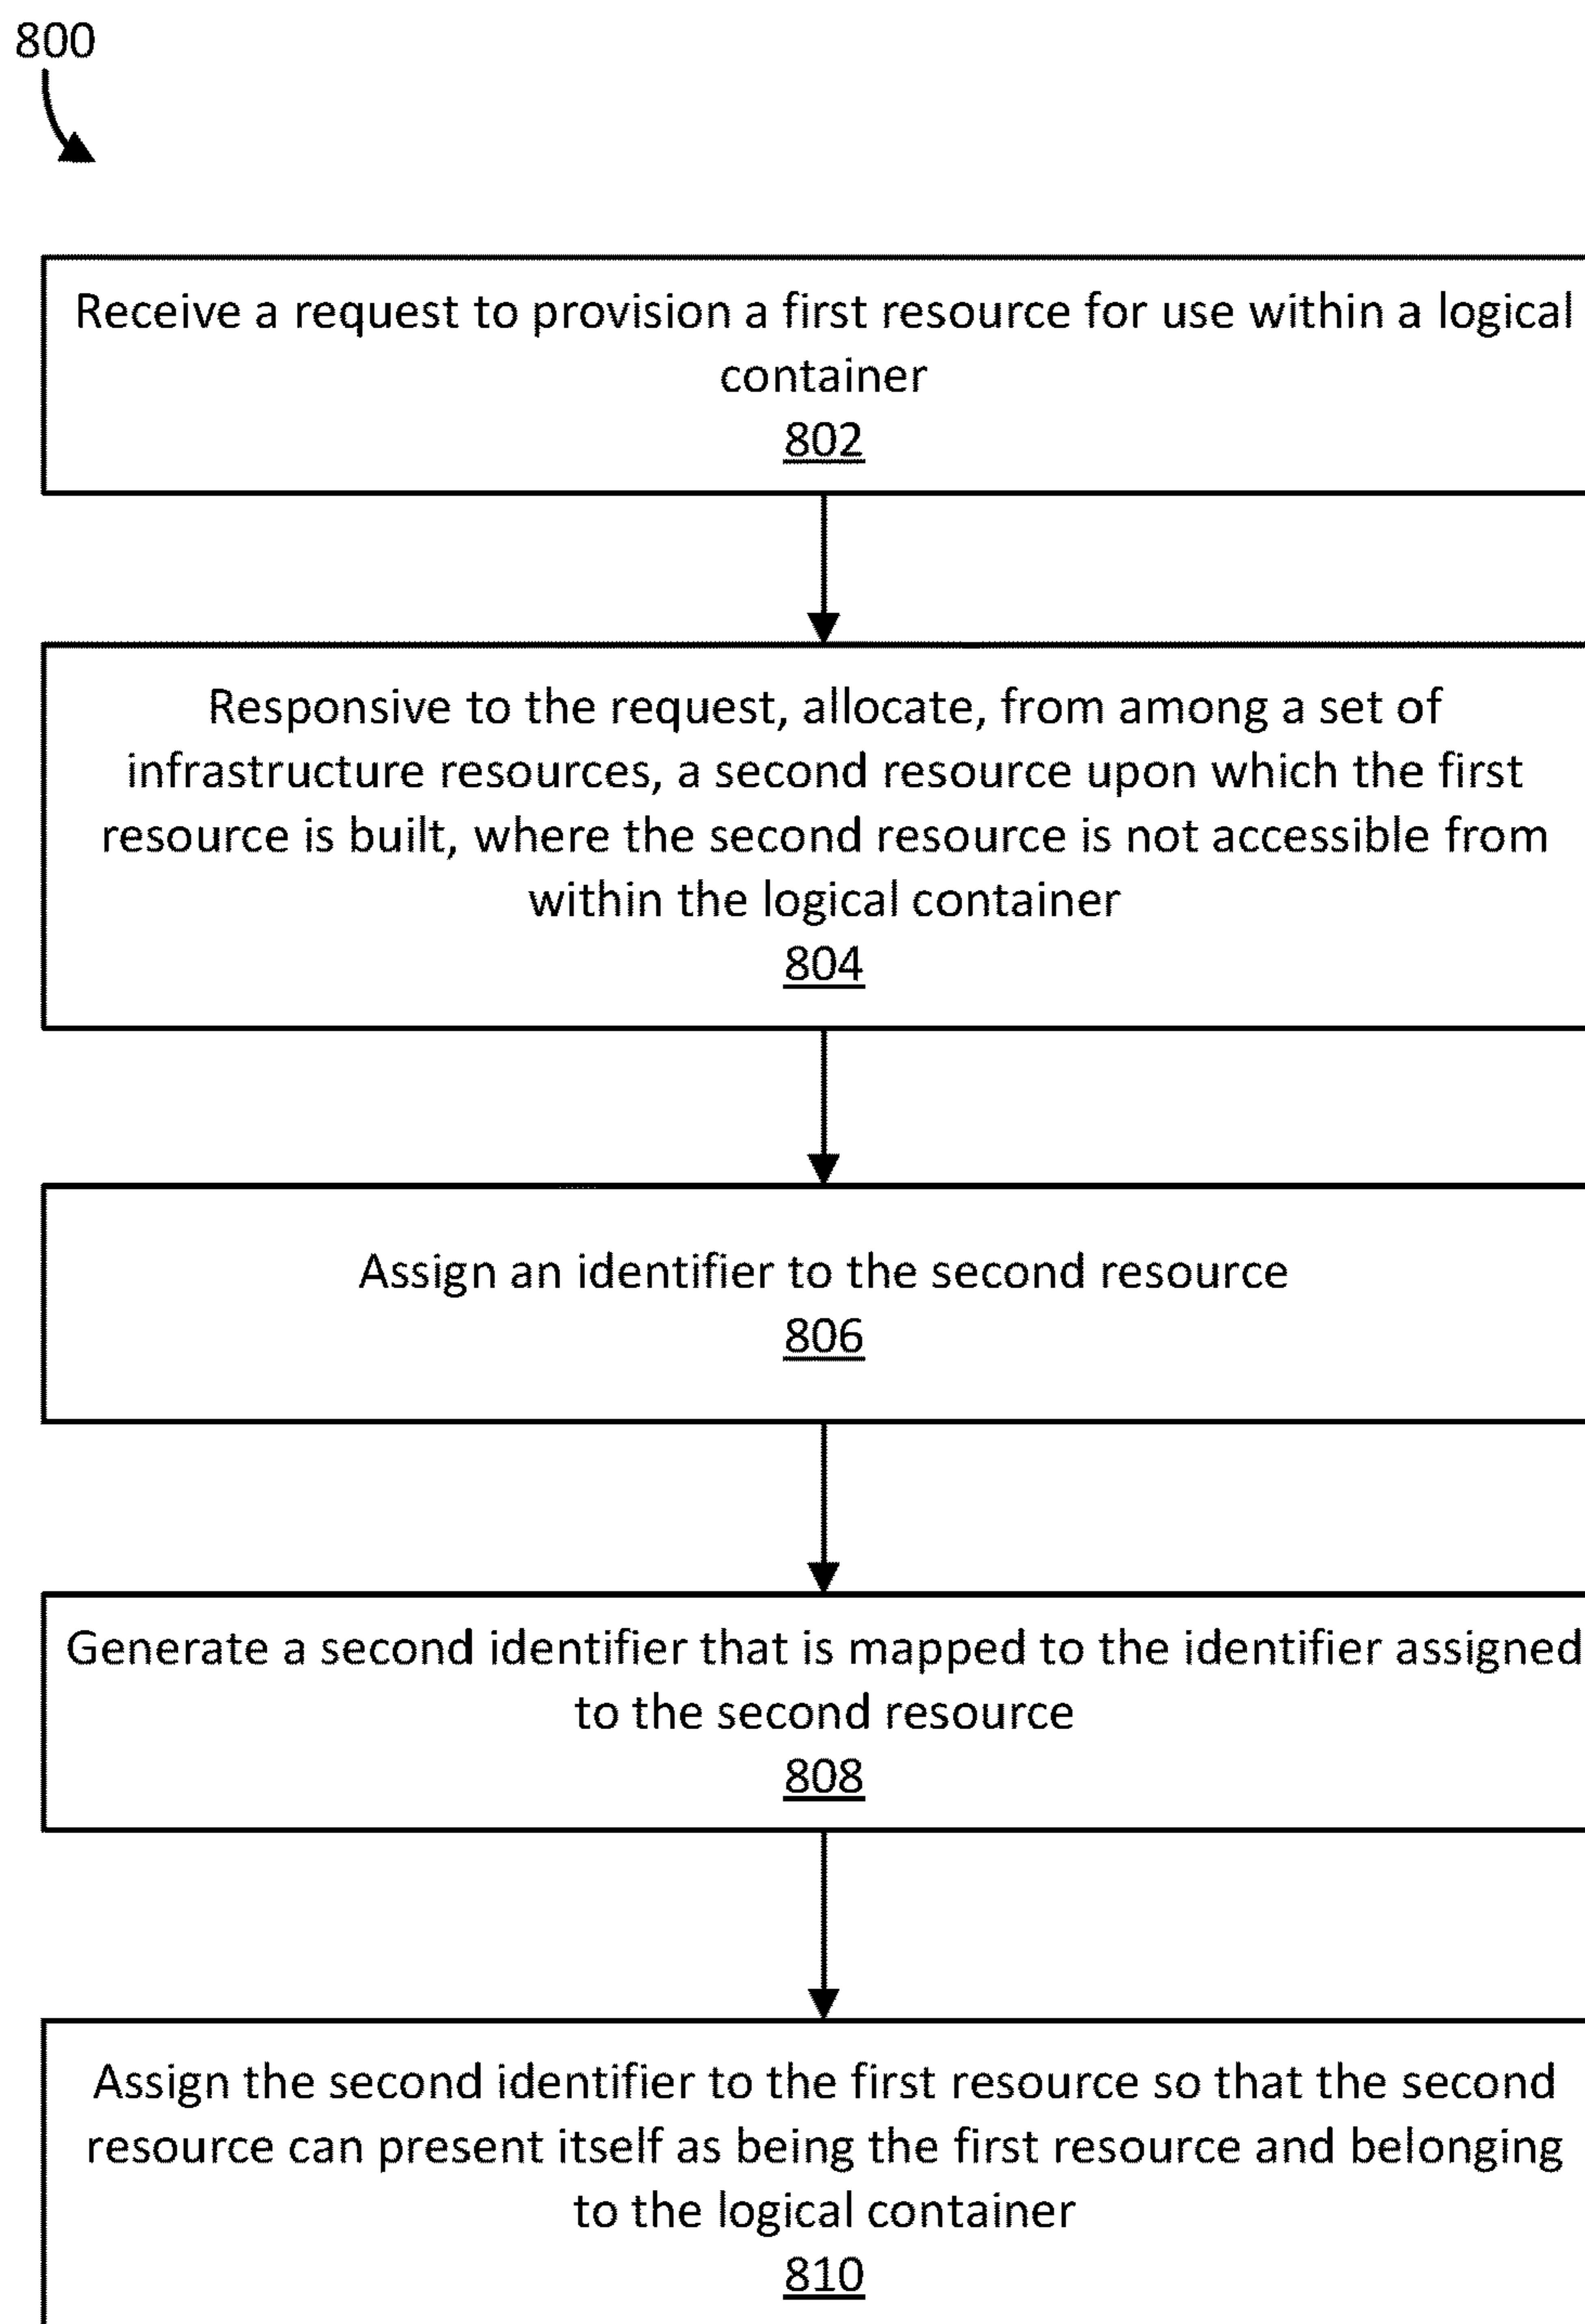 800
Receive a request to provision a first resource for use within a logical
container
802
Responsive to the request, allocate, from among a set of
infrastructure resources, a second resource upon which the first
resource is built, where the second resource is not accessible from
within the logical container
804
Assign an identifier to the second resource
806
Generate a second identifier that is mapped to the identifier assigned
to the second resource
808
Assign the second identifier to the first resource so that the second
resource can present itself as being the first resource and belonging
to the logical container
810